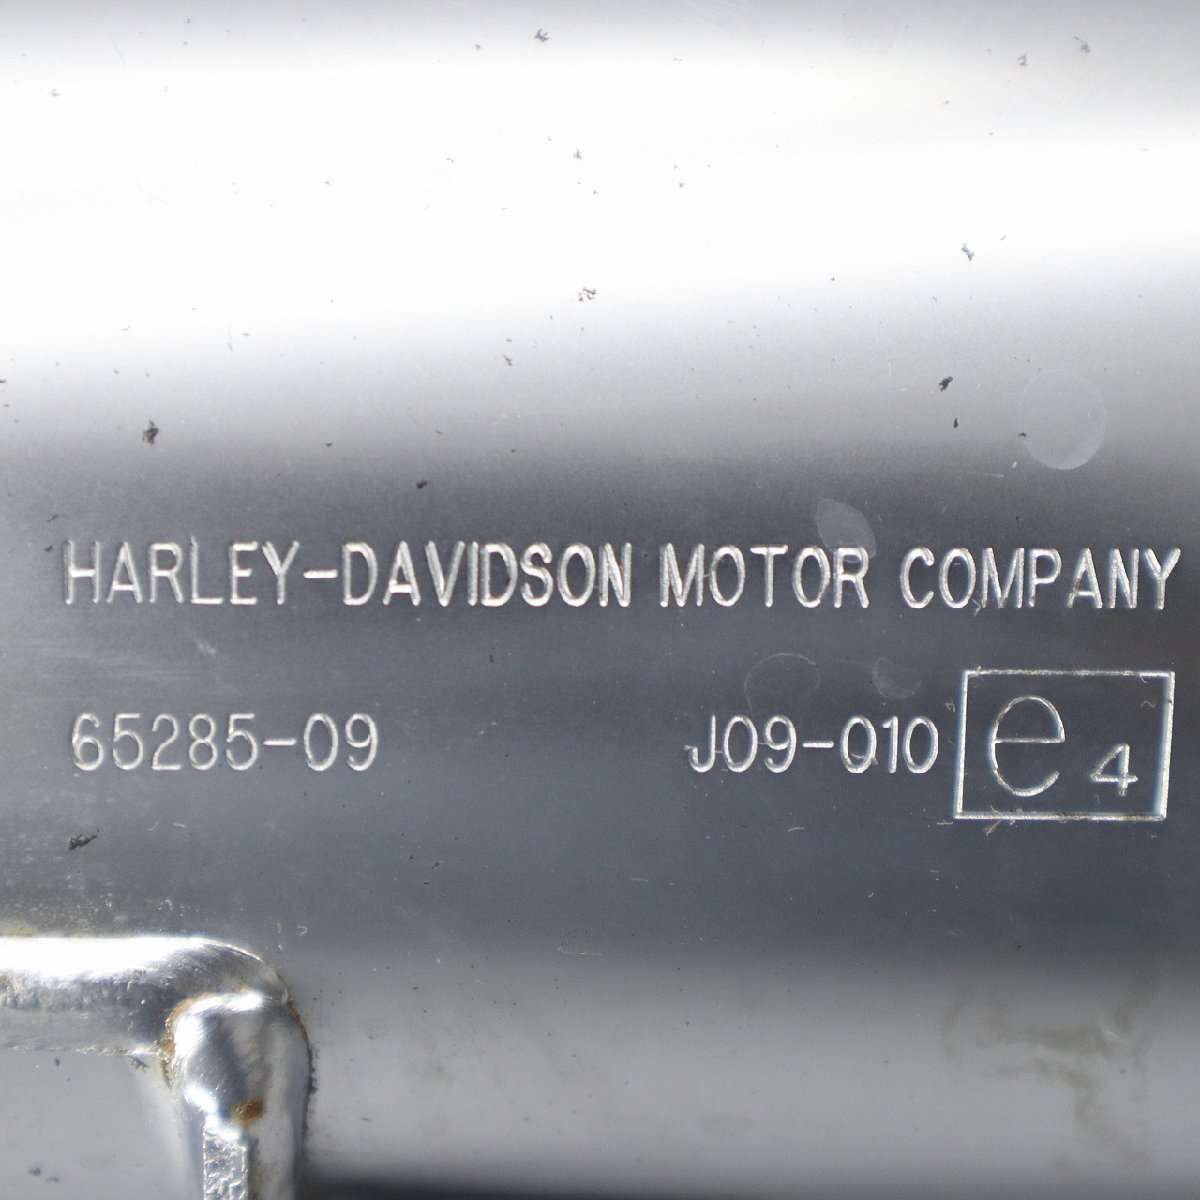 HARLEY-DAVIDSON MOTOR COMPANY
65285-09 J09-010 e4